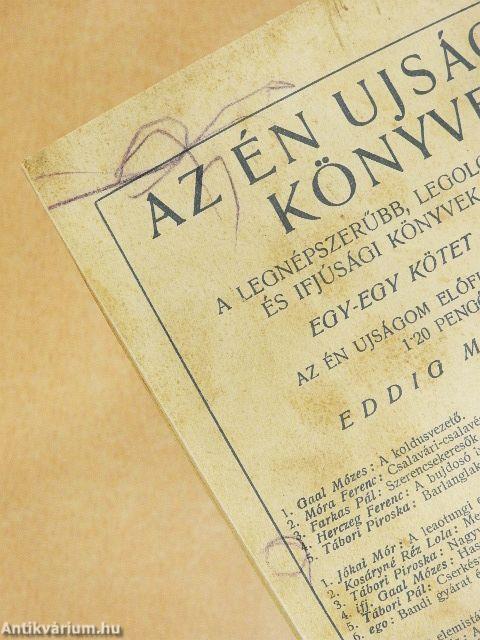 AZ ÉN UJSÁG
KÖNYVE
A LEGNÉPSZERŰBB, LEGOLC
ÉS IFJÚSÁGI KÖNYVEK
EGY-EGY KÖTET
AZ ÉN UJSÁGOM ELŐFI
1·20 PENGŐ
EDDIG M
1. Gaal Mózes: A koldusvezető.
2. Móra Ferenc: Csalavári-csalavé
3. Farkas Pál: Szerencsekeresők
4. Herczeg Ferenc: A bujdosó
5. Tábori Piroska: Barlanglak
1. Jókai Mór: A leaotungi e
2. Kosáryné Réz Lola: Me
3. Tábori Piroska: Nagy
4. ifj. Gaal Mózes: Has
5. Tábori Pál: Cserkés
6. ego: Bandi gyárat é
elemistá
Antikvárium.hu